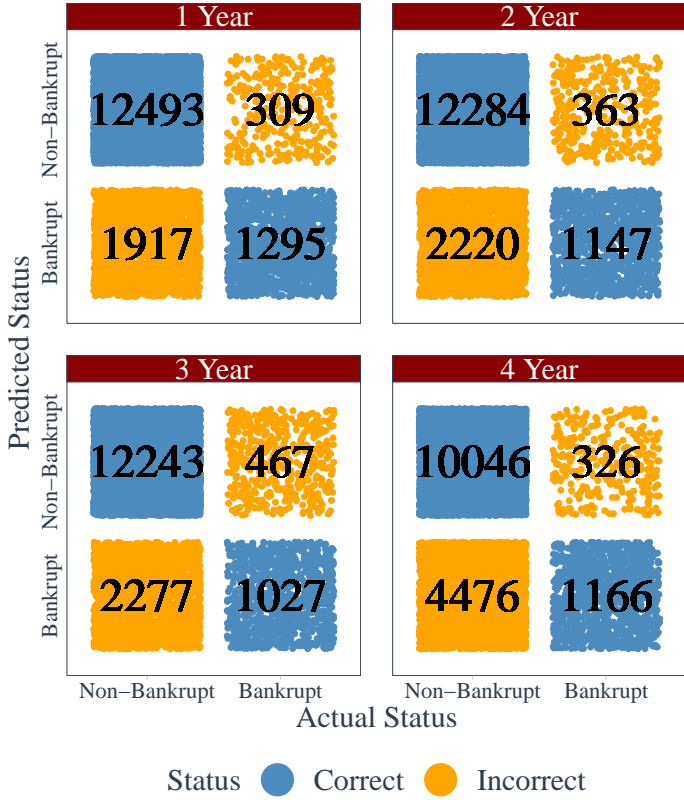 1 Year
2 Year
Non−Bankrupt
12493
309
12284
363
Bankrupt
1917
1295
2220
1147
Predicted Status
3 Year
4 Year
Non−Bankrupt
12243
467
10046
326
Bankrupt
2277
1027
4476
1166
Non−Bankrupt
Bankrupt
Non−Bankrupt
Bankrupt
Actual Status
Status
Correct
Incorrect